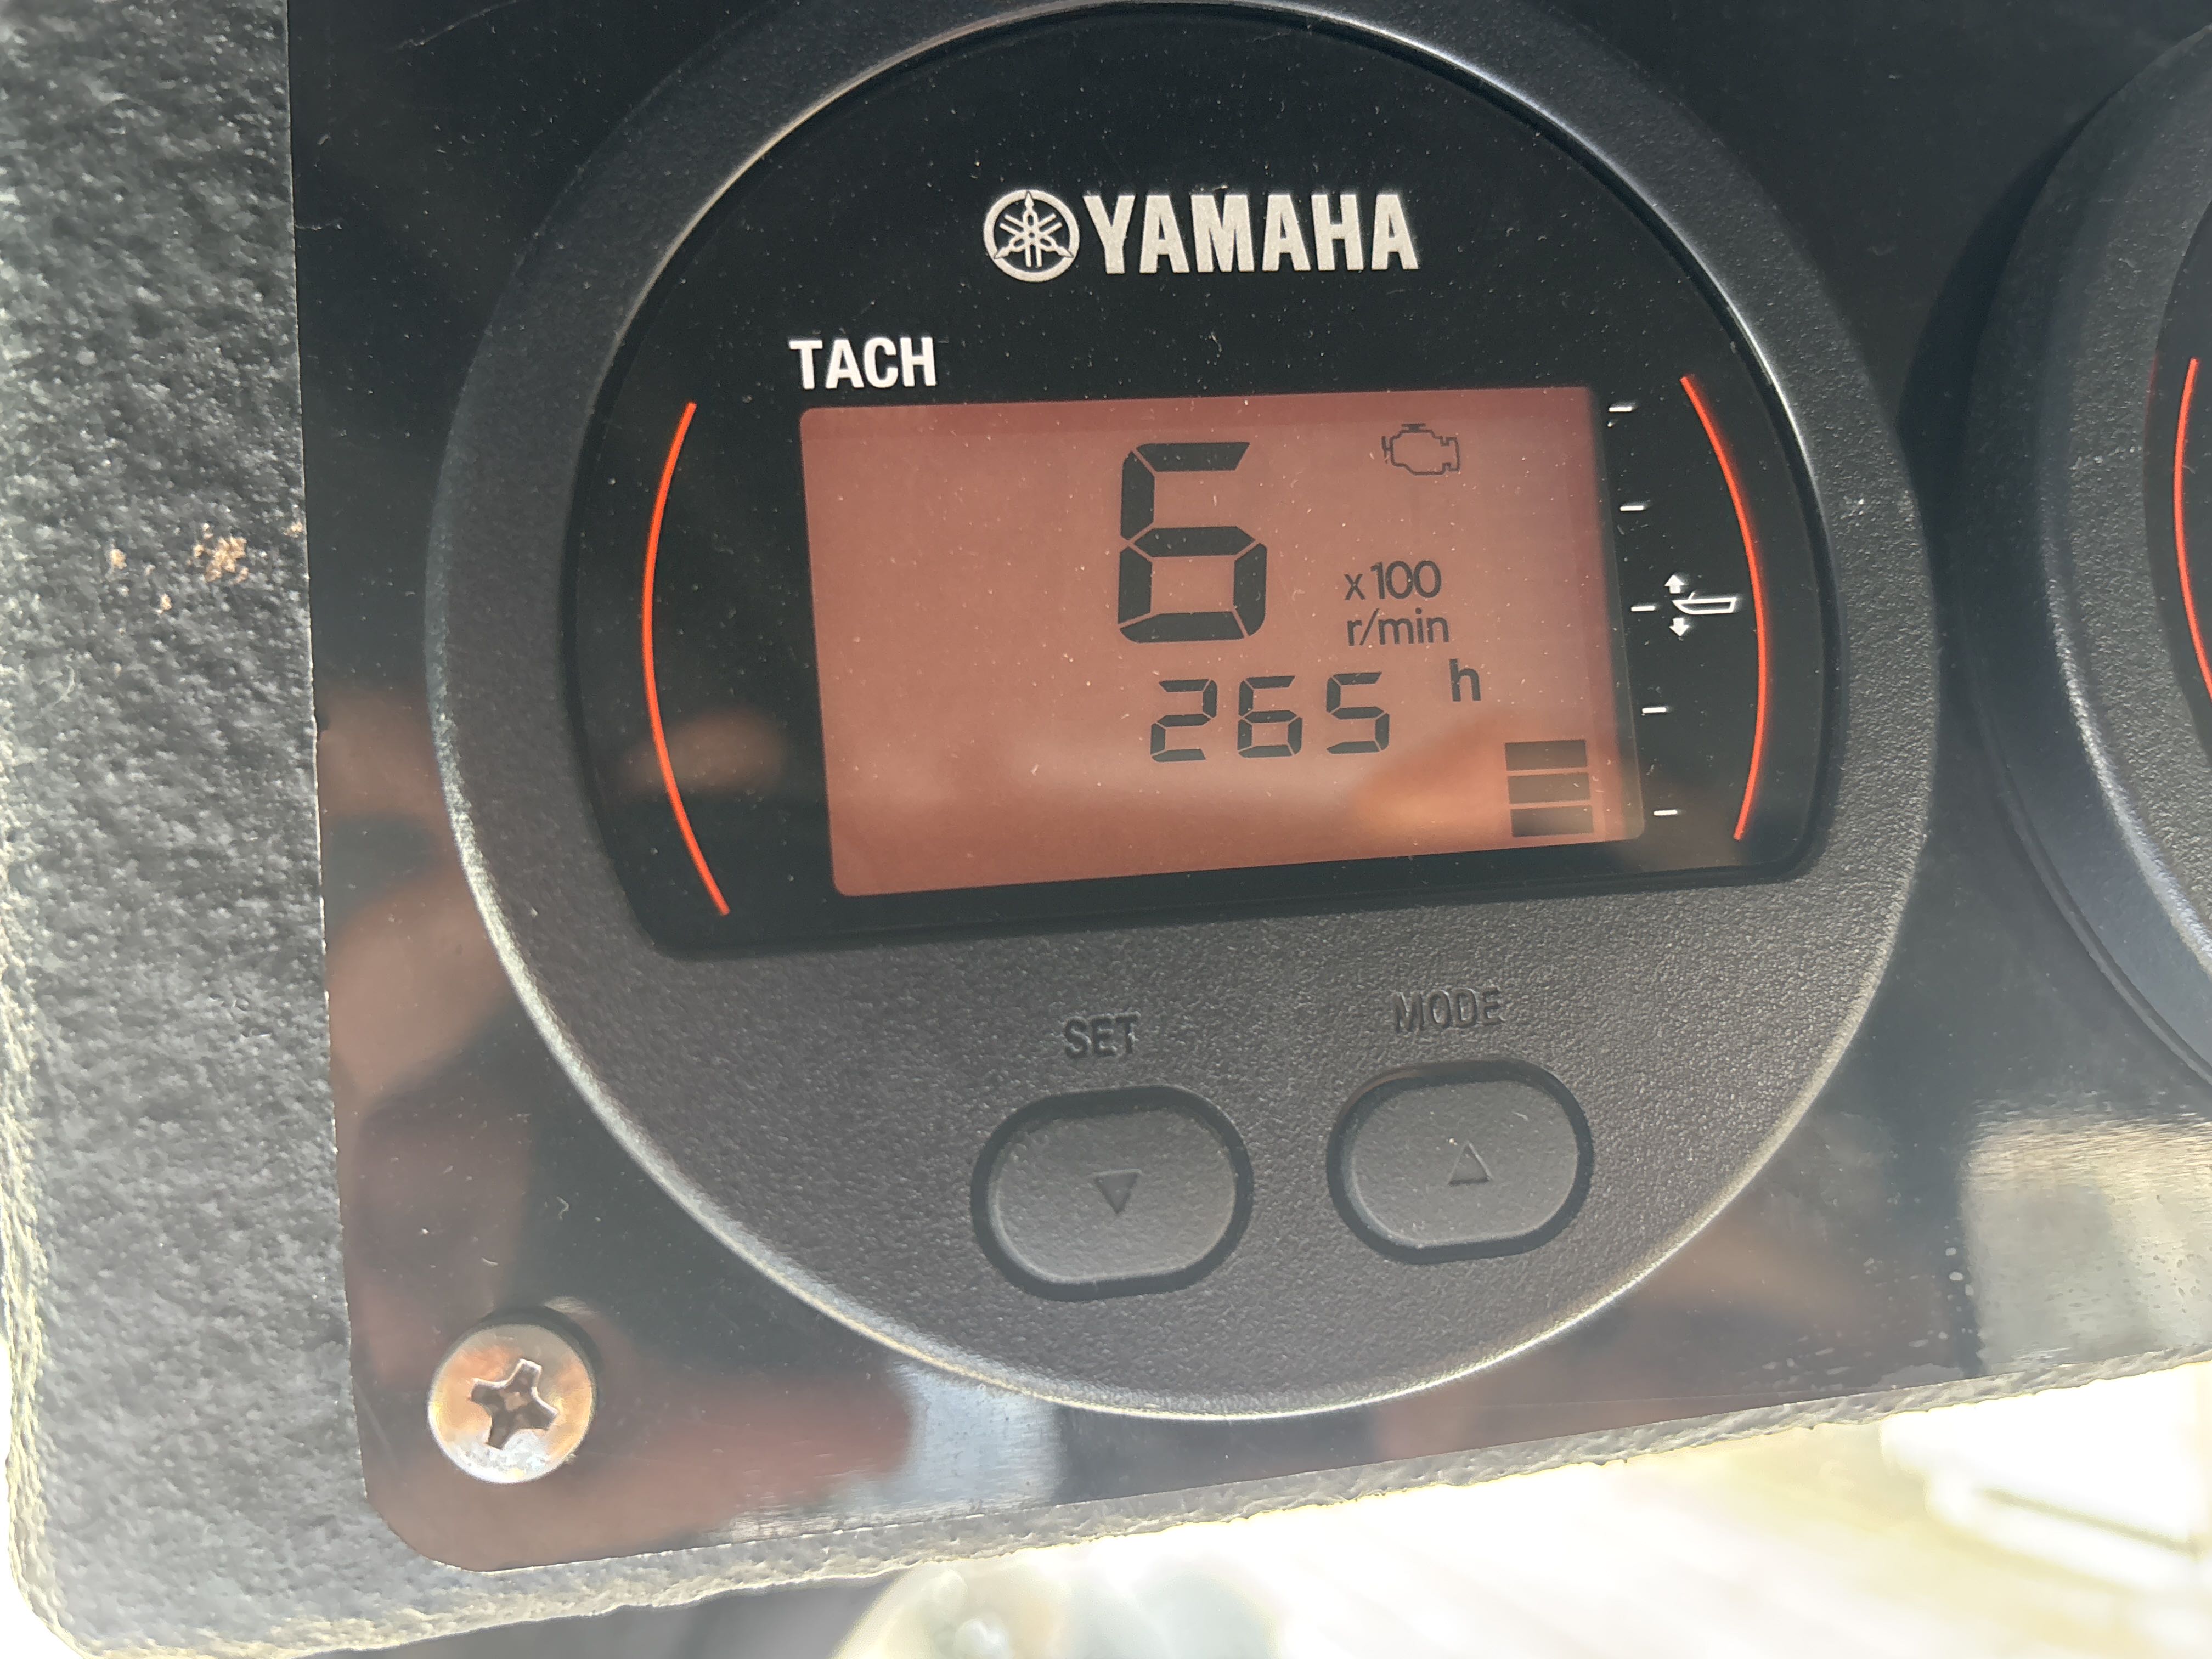 YAMAHA
TACH
6
x100
r/min
265 h
SET
MODE